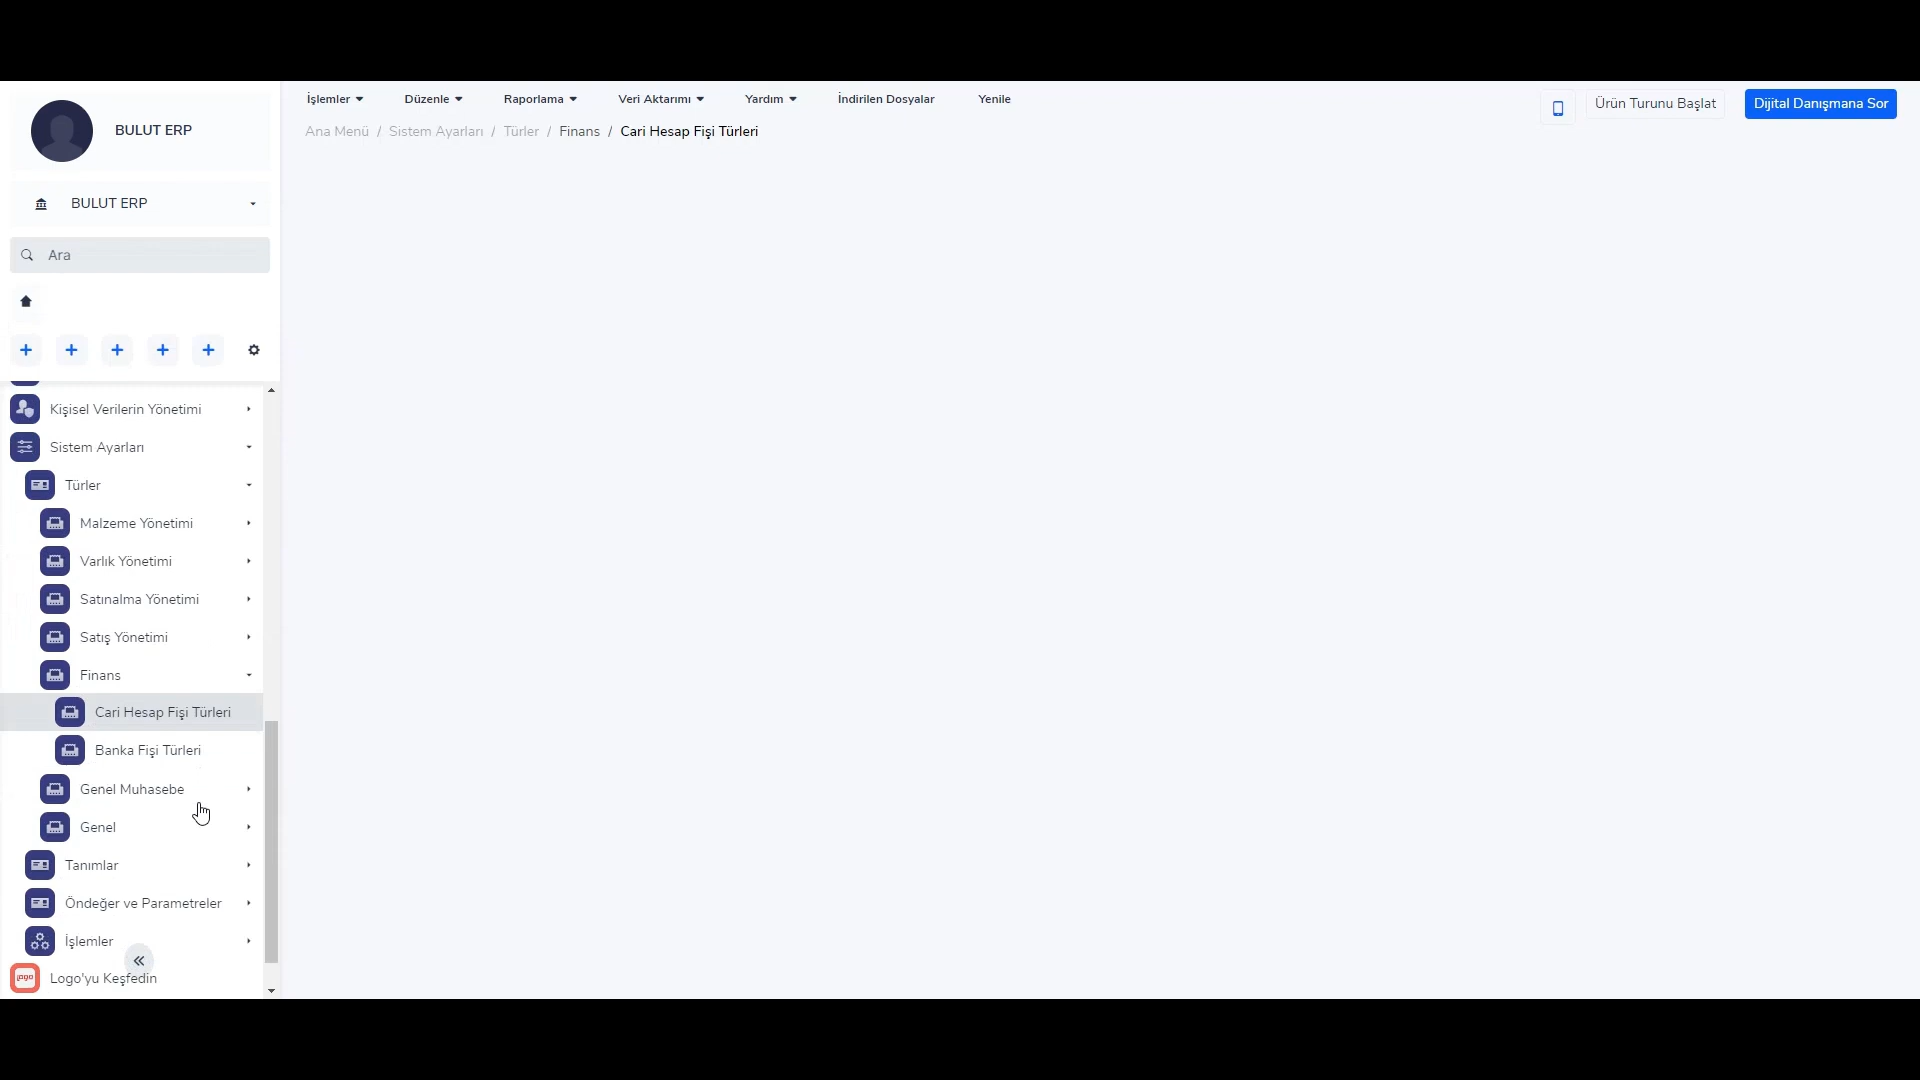 İşlemler
Düzenle
Raporlama
Veri Aktarımı
Yardım
İndirilen Dosyalar
Yenile
Ürün Turunu Başlat
Dijital Danışmana Sor
Ana Menü / Sistem Ayarları / Türler / Finans / Cari Hesap Fişi Türleri
BULUT ERP
BULUT ERP
Ara
Kişisel Verilerin Yönetimi
Sistem Ayarları
Türler
Malzeme Yönetimi
Varlık Yönetimi
Satınalma Yönetimi
Satış Yönetimi
Finans
Cari Hesap Fişi Türleri
Banka Fişi Türleri
Genel Muhasebe
Genel
Tanımlar
Öndeğer ve Parametreler
İşlemler
Logo'yu Keşfedin